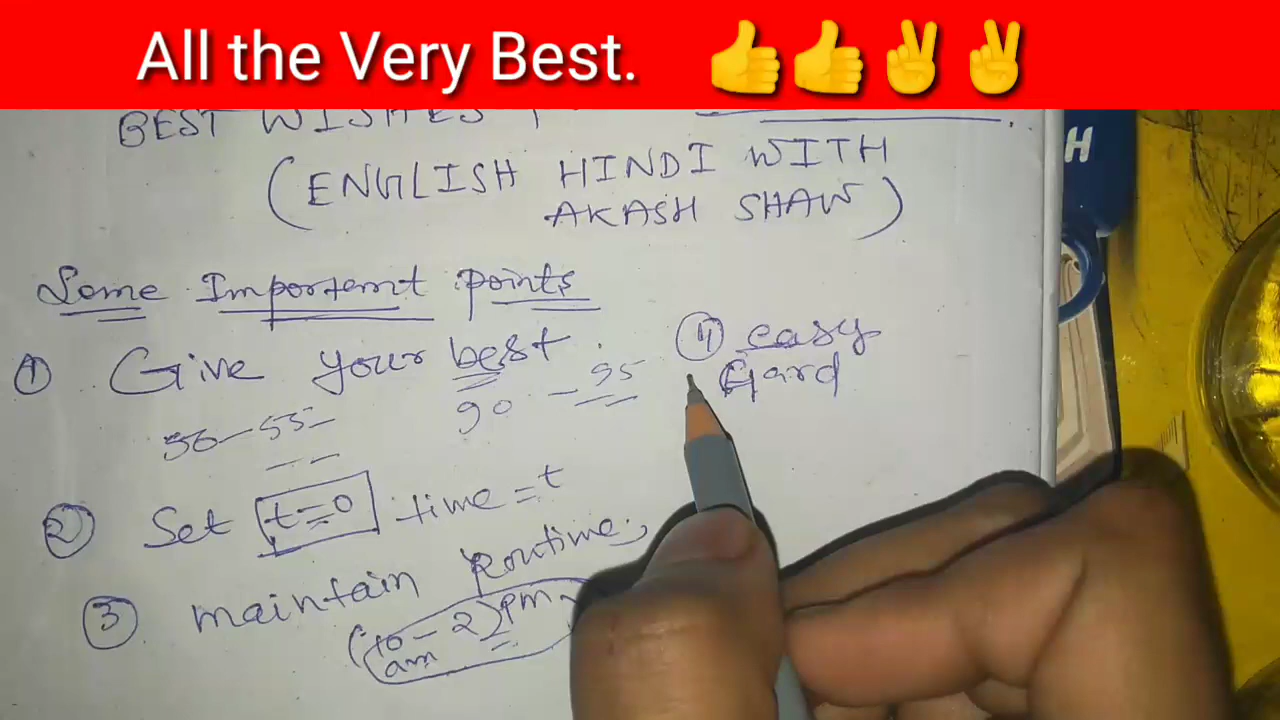 All the Very Best. 👍👍✌✌
BEST WISHES !
(ENGLISH HINDI WITH
AKASH SHAW)
H
Some Important points
① Give your best.
90 - 95
50-55
② Set t=0 time = t
③ maintain Routine;
(10 - 2) pm
am
④ easy
Hard